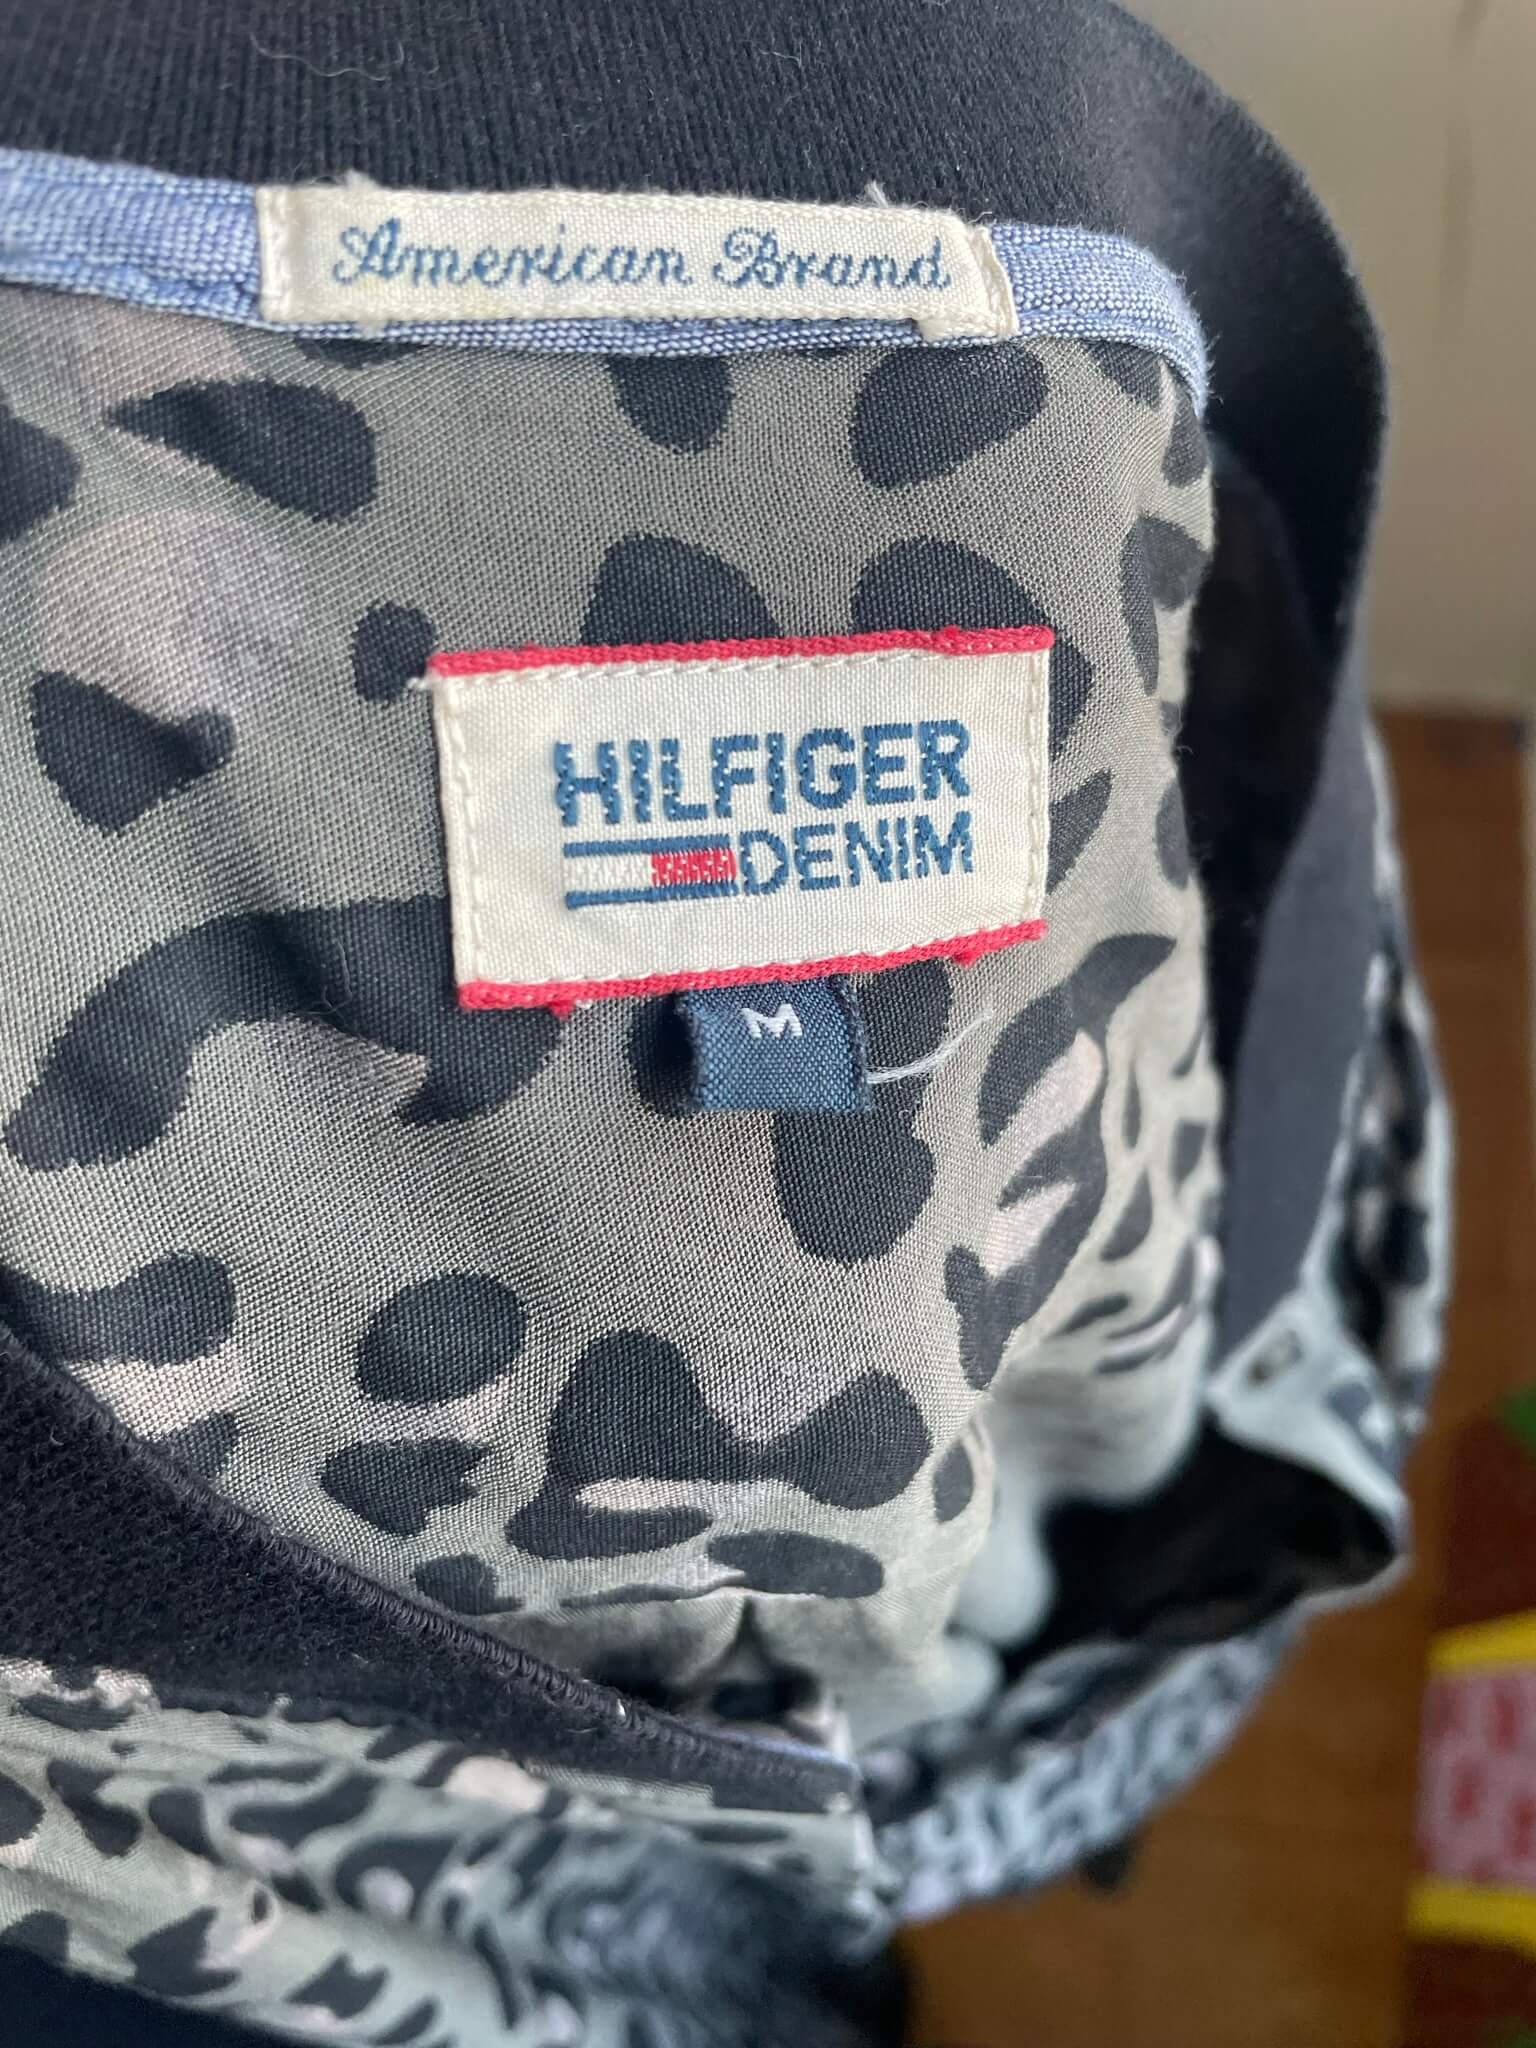 American Brand
HILFIGER
DENIM
M